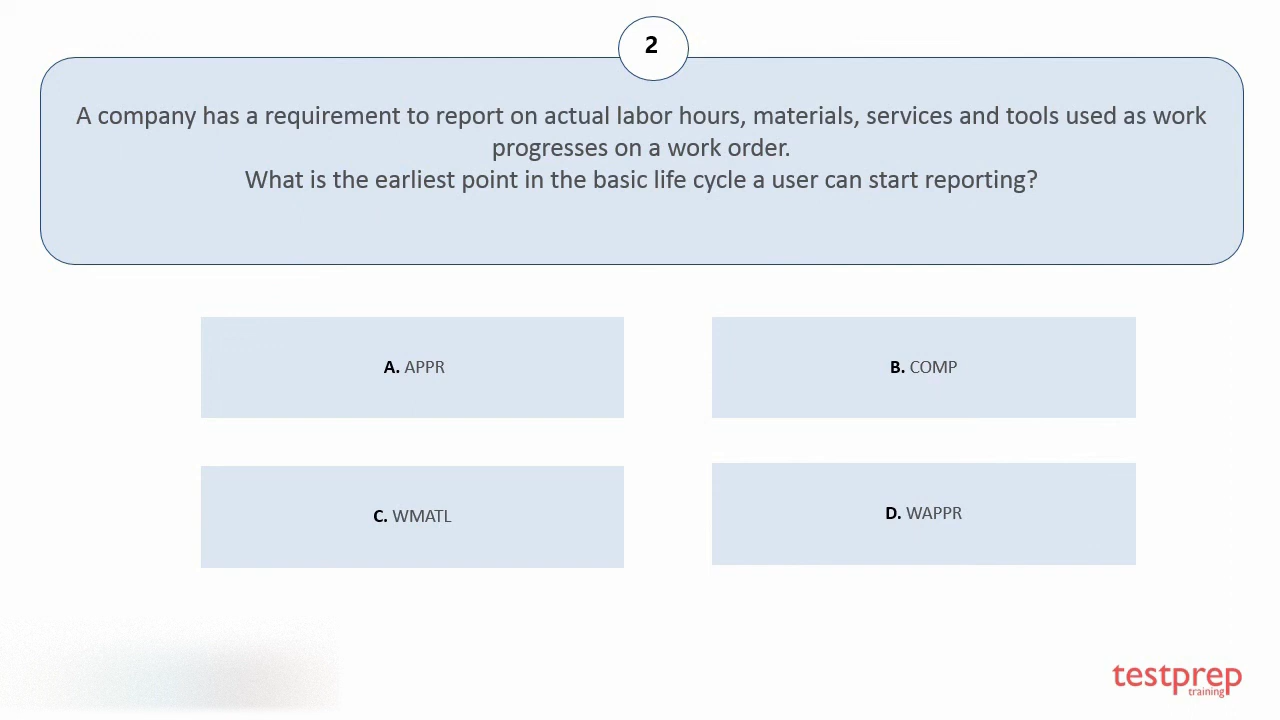 2
A company has a requirement to report on actual labor hours, materials, services and tools used as work
progresses on a work order.
What is the earliest point in the basic life cycle a user can start reporting?
A. APPR
B. COMP
C. WMATL
D. WAPPR
testprep
training